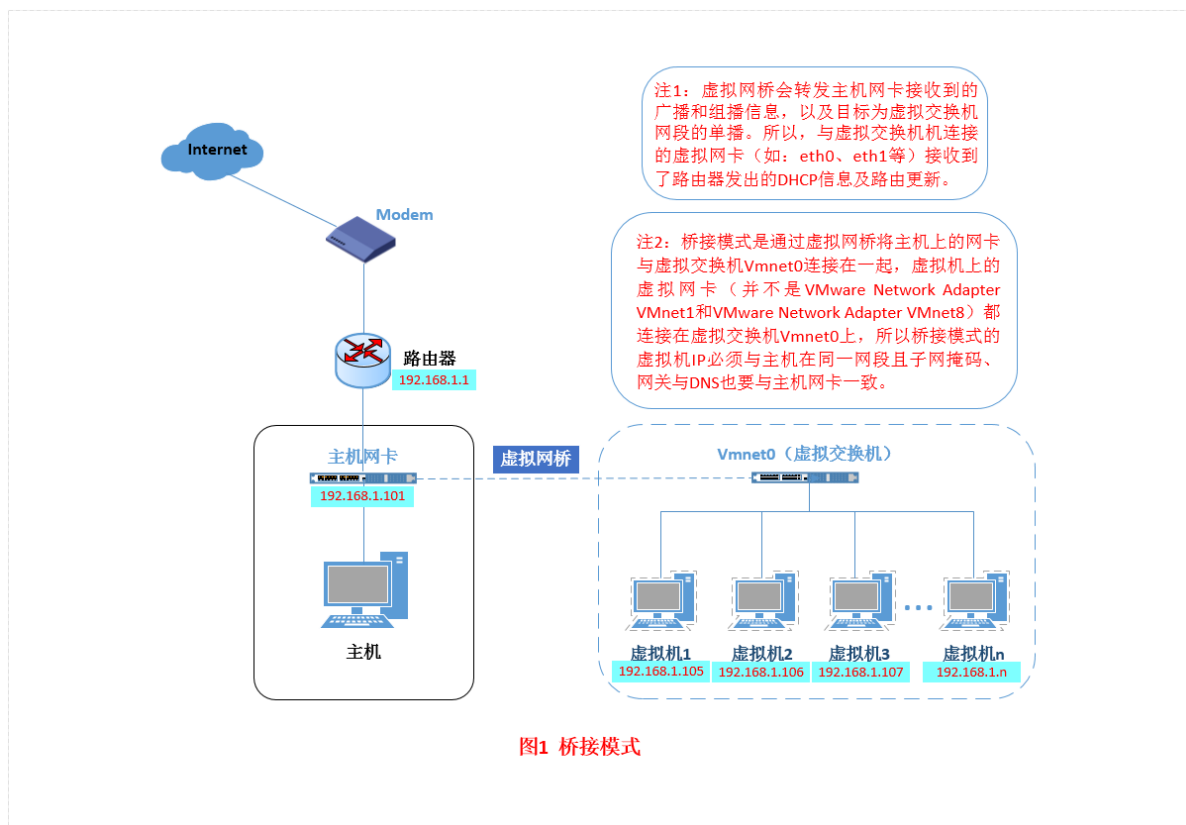 注1：虚拟网桥会转发主机网卡接收到的
广播和组播信息，以及目标为虚拟交换机
网段的单播。所以，与虚拟交换机机连接
的虚拟网卡（如：eth0、eth1等）接收到
了路由器发出的DHCP信息及路由更新。
Internet
Modem
注2：桥接模式是通过虚拟网桥将主机上的网卡
与虚拟交换机Vmnet0连接在一起，虚拟机上的
虚拟网卡（并不是VMware Network Adapter
VMnet1和VMware Network Adapter VMnet8）都
连接在虚拟交换机Vmnet0上，所以桥接模式的
虚拟机IP必须与主机在同一网段且子网掩码、
网关与DNS也要与主机网卡一致。
路由器
192.168.1.1
主机网卡
192.168.1.101
虚拟网桥
Vmnet0（虚拟交换机）
主机
...
虚拟机1
192.168.1.105
虚拟机2
192.168.1.106
虚拟机3
192.168.1.107
虚拟机n
192.168.1.n
图1 桥接模式